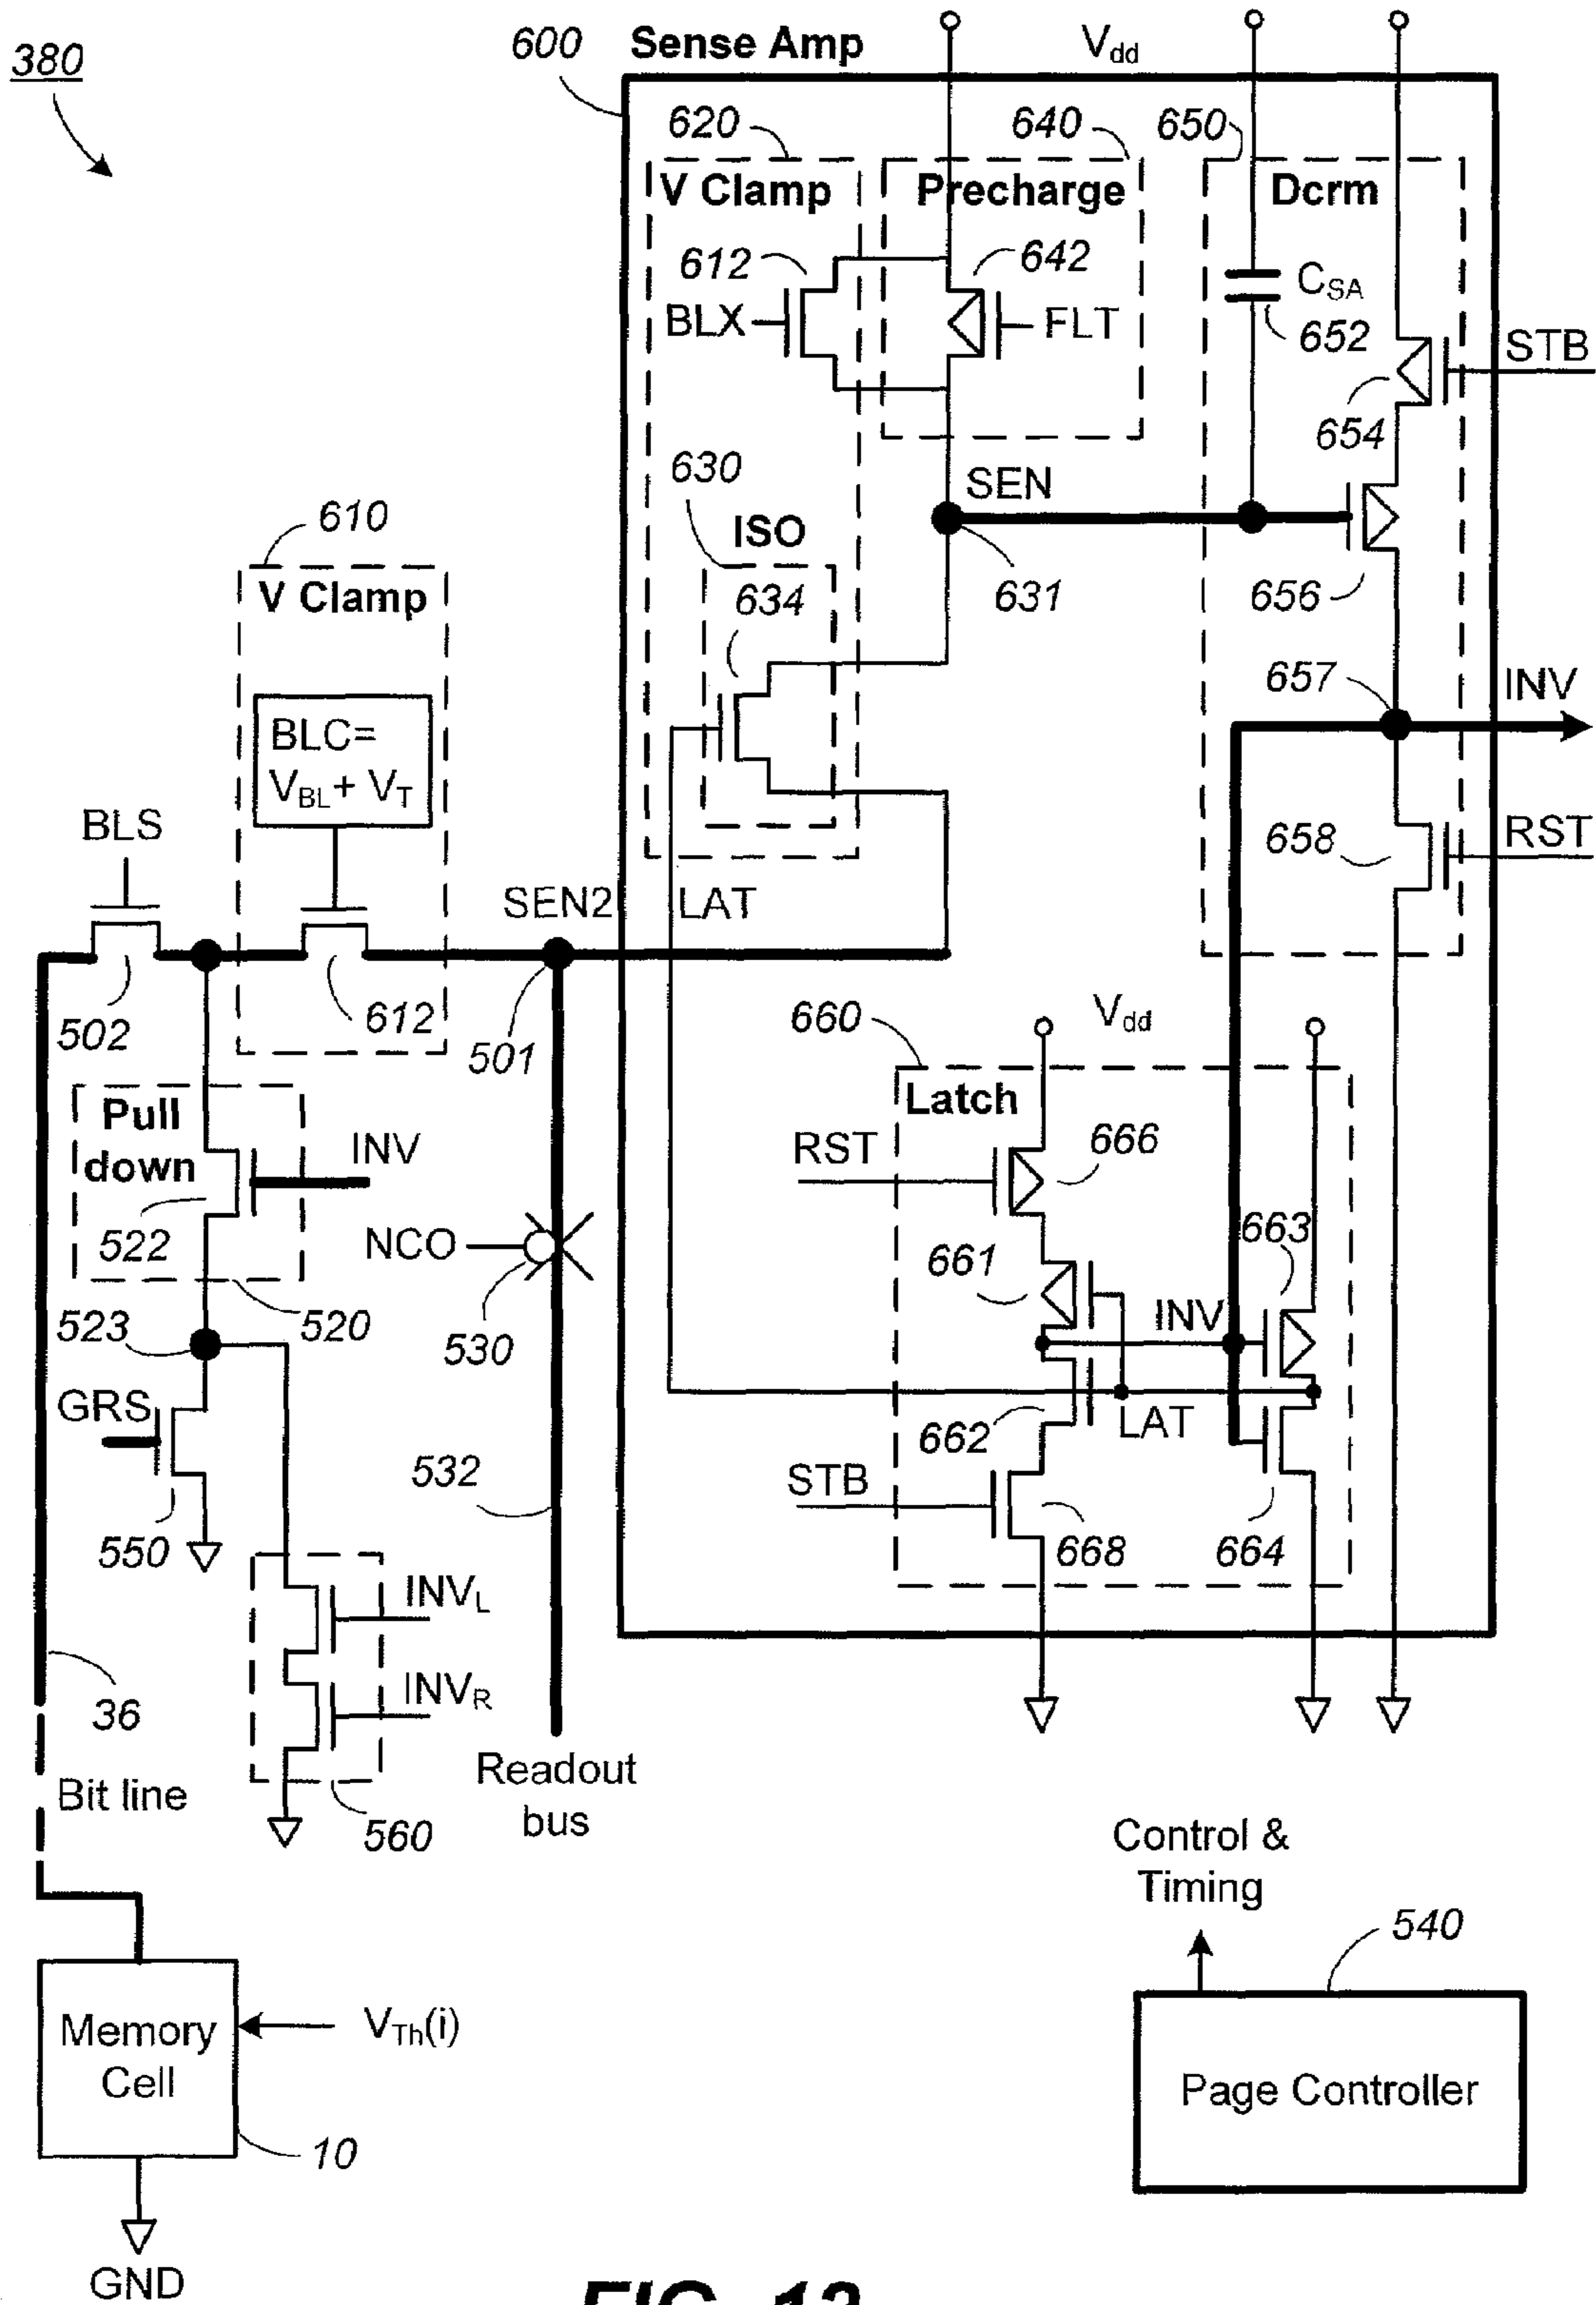 380
600
Sense Amp
Vdd
620
640
650
V Clamp
Precharge
Dcrm
612
642
CSA
BLX
FLT
652
STB
654
630
SEN
610
ISO
V Clamp
634
631
656
657
INV
BLC=
VBL+ VT
BLS
658
RST
SEN2
LAT
502
612
501
660
Vdd
Pull
down
INV
Latch
RST
666
522
NCO
663
661
INV
523
520
530
GRS
662
LAT
532
STB
550
668
664
INVL
INVR
36
Readout
bus
Bit line
560
Control &
Timing
540
Memory
Cell
VTh(i)
Page Controller
10
GND